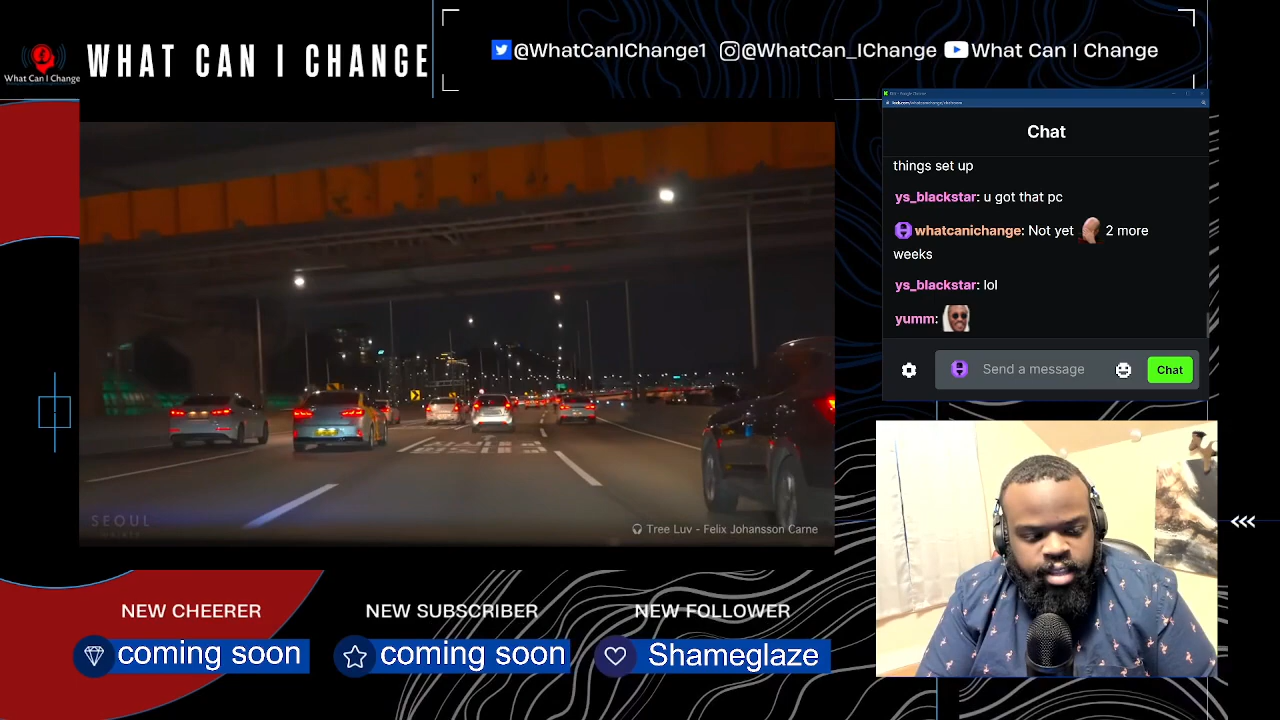 What Can I Change
WHAT CAN I CHANGE
@WhatCanIChange1
@WhatCan_IChange
What Can I Change
Chat
things set up
ys_blackstar: u got that pc
whatcanichange: Not yet 2 more
weeks
ys_blackstar: lol
yumm:
Send a message
Chat
SEOUL
Tree Luv - Felix Johansson Carne
NEW CHEERER
NEW SUBSCRIBER
NEW FOLLOWER
coming soon
coming soon
Shameglaze